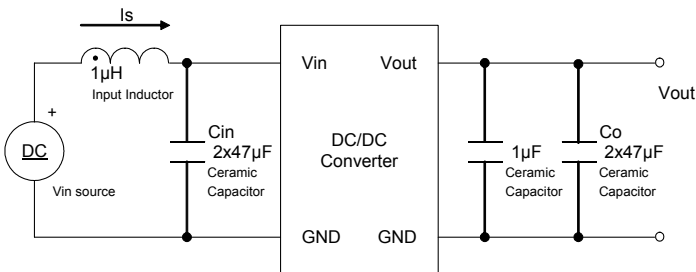 Is
1µH
Input Inductor
+
DC
Vin source
Cin
2x47µF
Ceramic
Capacitor
Vin
Vout
DC/DC
Converter
GND
GND
1µF
Ceramic
Capacitor
Co
2x47µF
Ceramic
Capacitor
Vout